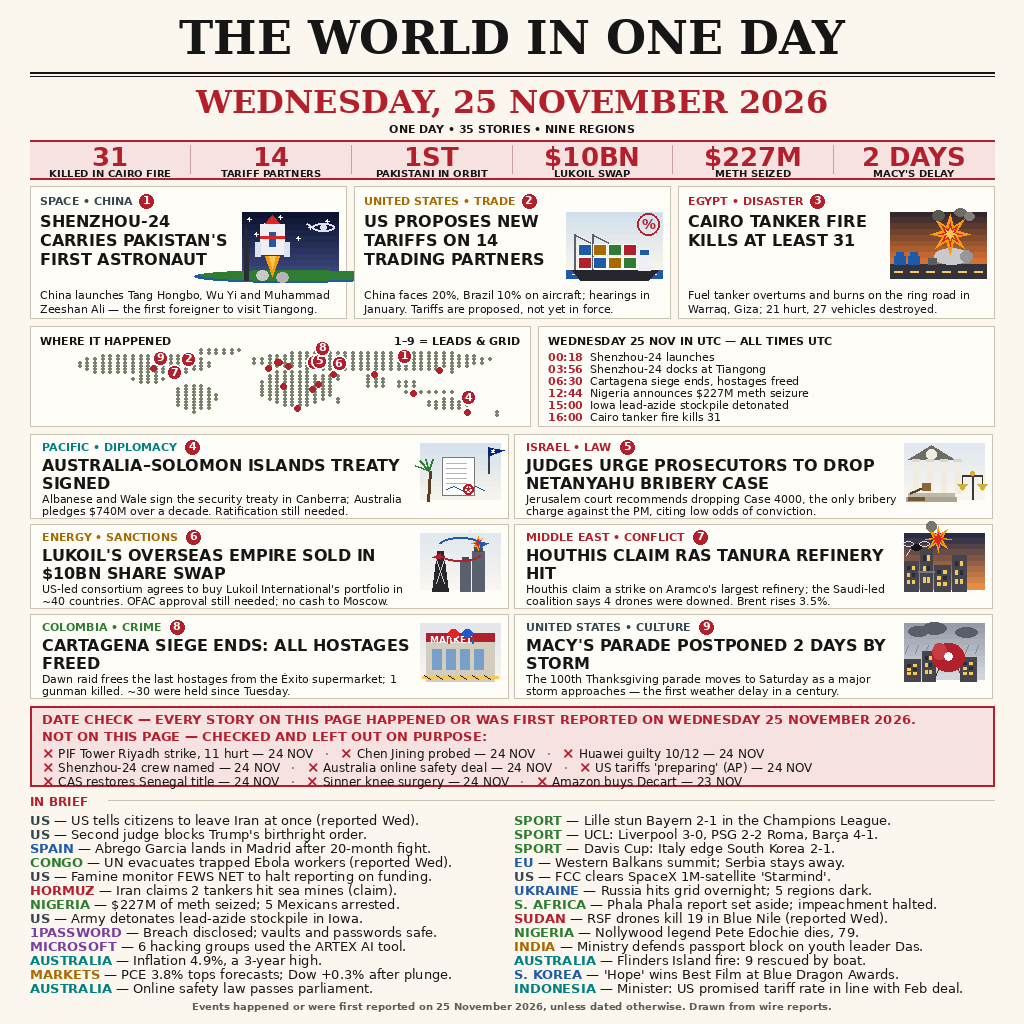 THE WORLD IN ONE DAY
WEDNESDAY, 25 NOVEMBER 2026
ONE DAY • 35 STORIES • NINE REGIONS
31
KILLED IN CAIRO FIRE
14
TARIFF PARTNERS
1ST
PAKISTANI IN ORBIT
$10BN
LUKOIL SWAP
$227M
METH SEIZED
2 DAYS
MACY'S DELAY
SPACE • CHINA 1
SHENZHOU-24
CARRIES PAKISTAN'S
FIRST ASTRONAUT
China launches Tang Hongbo, Wu Yi and Muhammad
Zeeshan Ali — the first foreigner to visit Tiangong.
UNITED STATES • TRADE 2
US PROPOSES NEW
TARIFFS ON 14
TRADING PARTNERS
%
China faces 20%, Brazil 10% on aircraft; hearings in
January. Tariffs are proposed, not yet in force.
EGYPT • DISASTER 3
CAIRO TANKER FIRE
KILLS AT LEAST 31
Fuel tanker overturns and burns on the ring road in
Warraq, Giza; 21 hurt, 27 vehicles destroyed.
WHERE IT HAPPENED
1–9 = LEADS & GRID
9 2 7 8 5 6 1 4
WEDNESDAY 25 NOV IN UTC — ALL TIMES UTC
00:18 Shenzhou-24 launches
03:56 Shenzhou-24 docks at Tiangong
06:30 Cartagena siege ends, hostages freed
12:44 Nigeria announces $227M meth seizure
15:00 Iowa lead-azide stockpile detonated
16:00 Cairo tanker fire kills 31
PACIFIC • DIPLOMACY 4
AUSTRALIA–SOLOMON ISLANDS TREATY
SIGNED
Albanese and Wale sign the security treaty in Canberra; Australia
pledges $740M over a decade. Ratification still needed.
ISRAEL • LAW 5
JUDGES URGE PROSECUTORS TO DROP
NETANYAHU BRIBERY CASE
Jerusalem court recommends dropping Case 4000, the only bribery
charge against the PM, citing low odds of conviction.
ENERGY • SANCTIONS 6
LUKOIL'S OVERSEAS EMPIRE SOLD IN
$10BN SHARE SWAP
US-led consortium agrees to buy Lukoil International's portfolio in
~40 countries. OFAC approval still needed; no cash to Moscow.
MIDDLE EAST • CONFLICT 7
HOUTHIS CLAIM RAS TANURA REFINERY
HIT
Houthis claim a strike on Aramco's largest refinery; the Saudi-led
coalition says 4 drones were downed. Brent rises 3.5%.
COLOMBIA • CRIME 8
CARTAGENA SIEGE ENDS: ALL HOSTAGES
FREED
MARKET
Dawn raid frees the last hostages from the Éxito supermarket; 1
gunman killed. ~30 were held since Tuesday.
UNITED STATES • CULTURE 9
MACY'S PARADE POSTPONED 2 DAYS BY
STORM
The 100th Thanksgiving parade moves to Saturday as a major
storm approaches — the first weather delay in a century.
DATE CHECK — EVERY STORY ON THIS PAGE HAPPENED OR WAS FIRST REPORTED ON WEDNESDAY 25 NOVEMBER 2026.
NOT ON THIS PAGE — CHECKED AND LEFT OUT ON PURPOSE:
✕ PIF Tower Riyadh strike, 11 hurt — 24 NOV · ✕ Chen Jining probed — 24 NOV · ✕ Huawei guilty 10/12 — 24 NOV
✕ Shenzhou-24 crew named — 24 NOV · ✕ Australia online safety deal — 24 NOV · ✕ US tariffs 'preparing' (AP) — 24 NOV
✕ CAS restores Senegal title — 24 NOV · ✕ Sinner knee surgery — 24 NOV · ✕ Amazon buys Decart — 23 NOV
IN BRIEF
US — US tells citizens to leave Iran at once (reported Wed).
US — Second judge blocks Trump's birthright order.
SPAIN — Abrego Garcia lands in Madrid after 20-month fight.
CONGO — UN evacuates trapped Ebola workers (reported Wed).
US — Famine monitor FEWS NET to halt reporting on funding.
HORMUZ — Iran claims 2 tankers hit sea mines (claim).
NIGERIA — $227M of meth seized; 5 Mexicans arrested.
US — Army detonates lead-azide stockpile in Iowa.
1PASSWORD — Breach disclosed; vaults and passwords safe.
MICROSOFT — 6 hacking groups used the ARTEX AI tool.
AUSTRALIA — Inflation 4.9%, a 3-year high.
MARKETS — PCE 3.8% tops forecasts; Dow +0.3% after plunge.
AUSTRALIA — Online safety law passes parliament.
SPORT — Lille stun Bayern 2-1 in the Champions League.
SPORT — UCL: Liverpool 3-0, PSG 2-2 Roma, Barça 4-1.
SPORT — Davis Cup: Italy edge South Korea 2-1.
EU — Western Balkans summit; Serbia stays away.
US — FCC clears SpaceX 1M-satellite 'Starmind'.
UKRAINE — Russia hits grid overnight; 5 regions dark.
S. AFRICA — Phala Phala report set aside; impeachment halted.
SUDAN — RSF drones kill 19 in Blue Nile (reported Wed).
NIGERIA — Nollywood legend Pete Edochie dies, 79.
INDIA — Ministry defends passport block on youth leader Das.
AUSTRALIA — Flinders Island fire: 9 rescued by boat.
S. KOREA — 'Hope' wins Best Film at Blue Dragon Awards.
INDONESIA — Minister: US promised tariff rate in line with Feb deal.
Events happened or were first reported on 25 November 2026, unless dated otherwise. Drawn from wire reports.